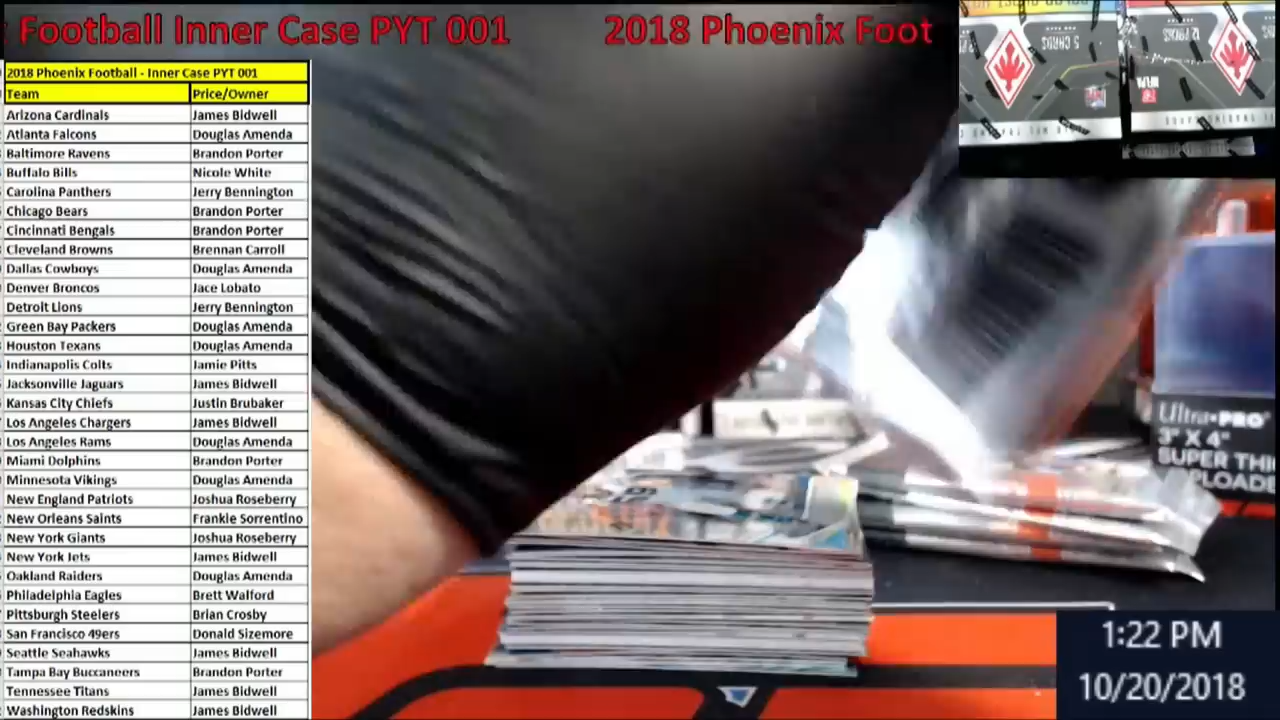 Football Inner Case PYT 001 2018 Phoenix Foot
2018 Phoenix Football - Inner Case PYT 001
Team Price/Owner
Arizona Cardinals James Bidwell
Atlanta Falcons Douglas Amenda
Baltimore Ravens Brandon Porter
Buffalo Bills Nicole White
Carolina Panthers Jerry Bennington
Chicago Bears Brandon Porter
Cincinnati Bengals Brandon Porter
Cleveland Browns Brennan Carroll
Dallas Cowboys Douglas Amenda
Denver Broncos Jace Lobato
Detroit Lions Jerry Bennington
Green Bay Packers Douglas Amenda
Houston Texans Douglas Amenda
Indianapolis Colts Jamie Pitts
Jacksonville Jaguars James Bidwell
Kansas City Chiefs Justin Brubaker
Los Angeles Chargers James Bidwell
Los Angeles Rams Douglas Amenda
Miami Dolphins Brandon Porter
Minnesota Vikings Douglas Amenda
New England Patriots Joshua Roseberry
New Orleans Saints Frankie Sorrentino
New York Giants Joshua Roseberry
New York Jets James Bidwell
Oakland Raiders Douglas Amenda
Philadelphia Eagles Brett Walford
Pittsburgh Steelers Brian Crosby
San Francisco 49ers Donald Sizemore
Seattle Seahawks James Bidwell
Tampa Bay Buccaneers Brandon Porter
Tennessee Titans James Bidwell
Washington Redskins James Bidwell
5 CARDS
12 PACKS
NFLPA
Ultra·PRO
3" X 4"
SUPER THI
PLOADE
1:22 PM
10/20/2018